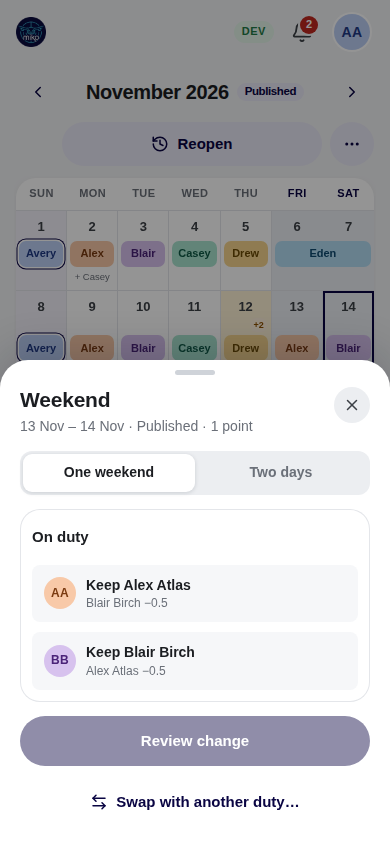 miko
DEV
2
AA
November 2026
Published
Reopen
SUN MON TUE WED THU FRI SAT
1 2 3 4 5 6 7
Avery Alex Blair Casey Drew Eden
+ Casey
8 9 10 11 12 13 14
+2
Avery Alex Blair Casey Drew Alex Blair
Weekend
13 Nov – 14 Nov · Published · 1 point
One weekend Two days
On duty
AA
Keep Alex Atlas
Blair Birch −0.5
BB
Keep Blair Birch
Alex Atlas −0.5
Review change
Swap with another duty…